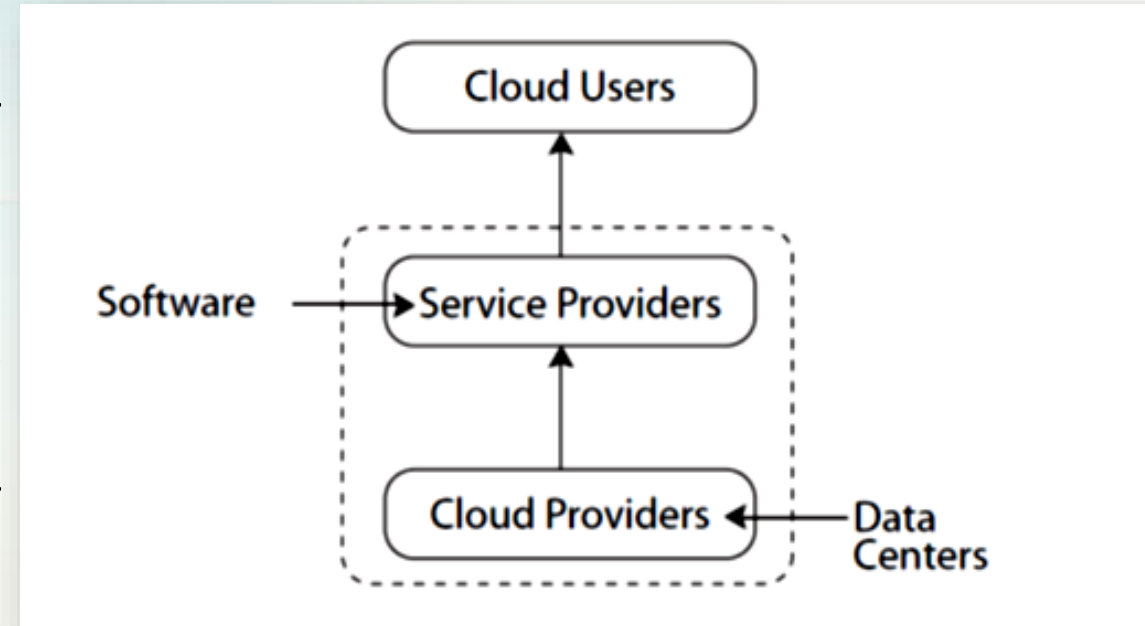 Cloud Users
Software
Service Providers
Cloud Providers
Data
Centers